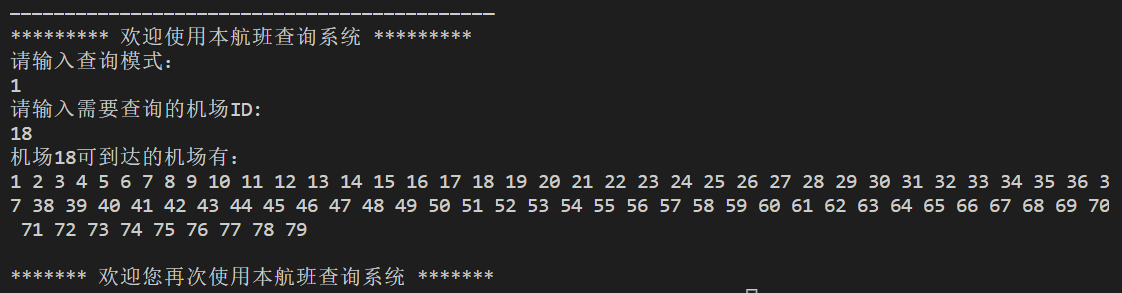 ____________________________________________
********* 欢迎使用本航班查询系统 *********
请输入查询模式：
1
请输入需要查询的机场ID：
18
机场18可到达的机场有：
1 2 3 4 5 6 7 8 9 10 11 12 13 14 15 16 17 18 19 20 21 22 23 24 25 26 27 28 29 30 31 32 33 34 35 36 3
7 38 39 40 41 42 43 44 45 46 47 48 49 50 51 52 53 54 55 56 57 58 59 60 61 62 63 64 65 66 67 68 69 70
71 72 73 74 75 76 77 78 79
******* 欢迎您再次使用本航班查询系统 *******